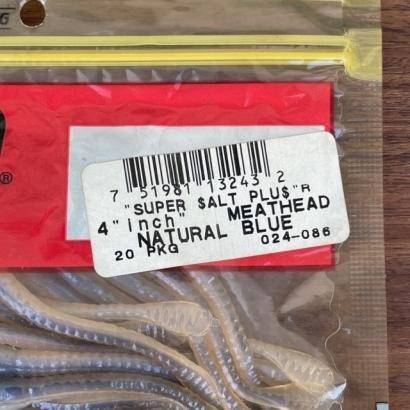 7 51981 13243 2
"SUPER $ALT PLU$"R
4" inch" MEATHEAD
NATURAL BLUE
20 PKG 024-086
®